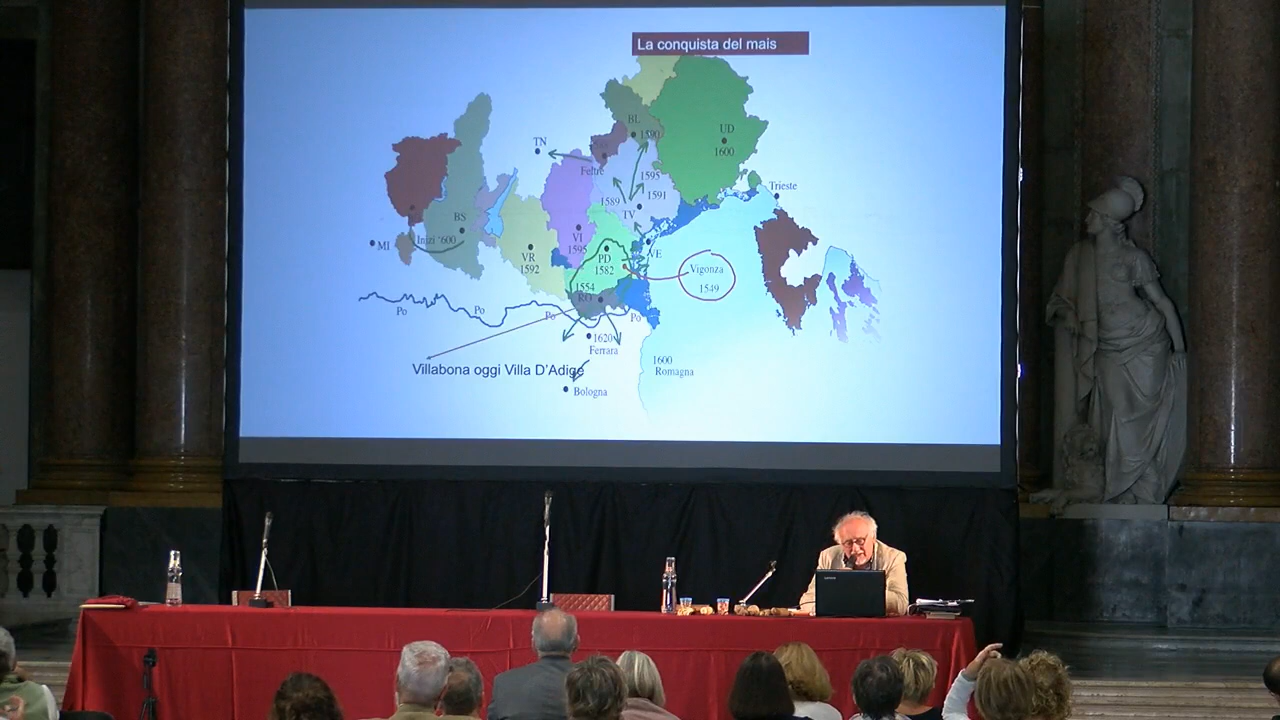 La conquista del mais
BL
1590
UD
1600
TN
Feltre
1595
1589
1591
TV
Trieste
BS
MI
Inizi '600
VI
1595
VE
VR
1592
PD
1582
Vigonza
1549
1554
RO
Po
Po
Po
Po
1620
Ferrara
1600
Romagna
Villabona oggi Villa D'Adige
Bologna